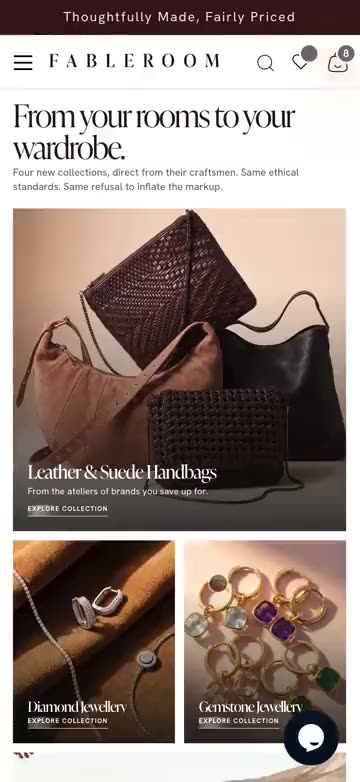 Thoughtfully Made, Fairly Priced
FABLEROOM
8
From your rooms to your
wardrobe.
Four new collections, direct from their craftsmen. Same ethical
standards. Same refusal to inflate the markup.
Leather & Suede Handbags
From the ateliers of brands you save up for.
EXPLORE COLLECTION
Diamond Jewellery
EXPLORE COLLECTION
Gemstone Jewellery
EXPLORE COLLECTION